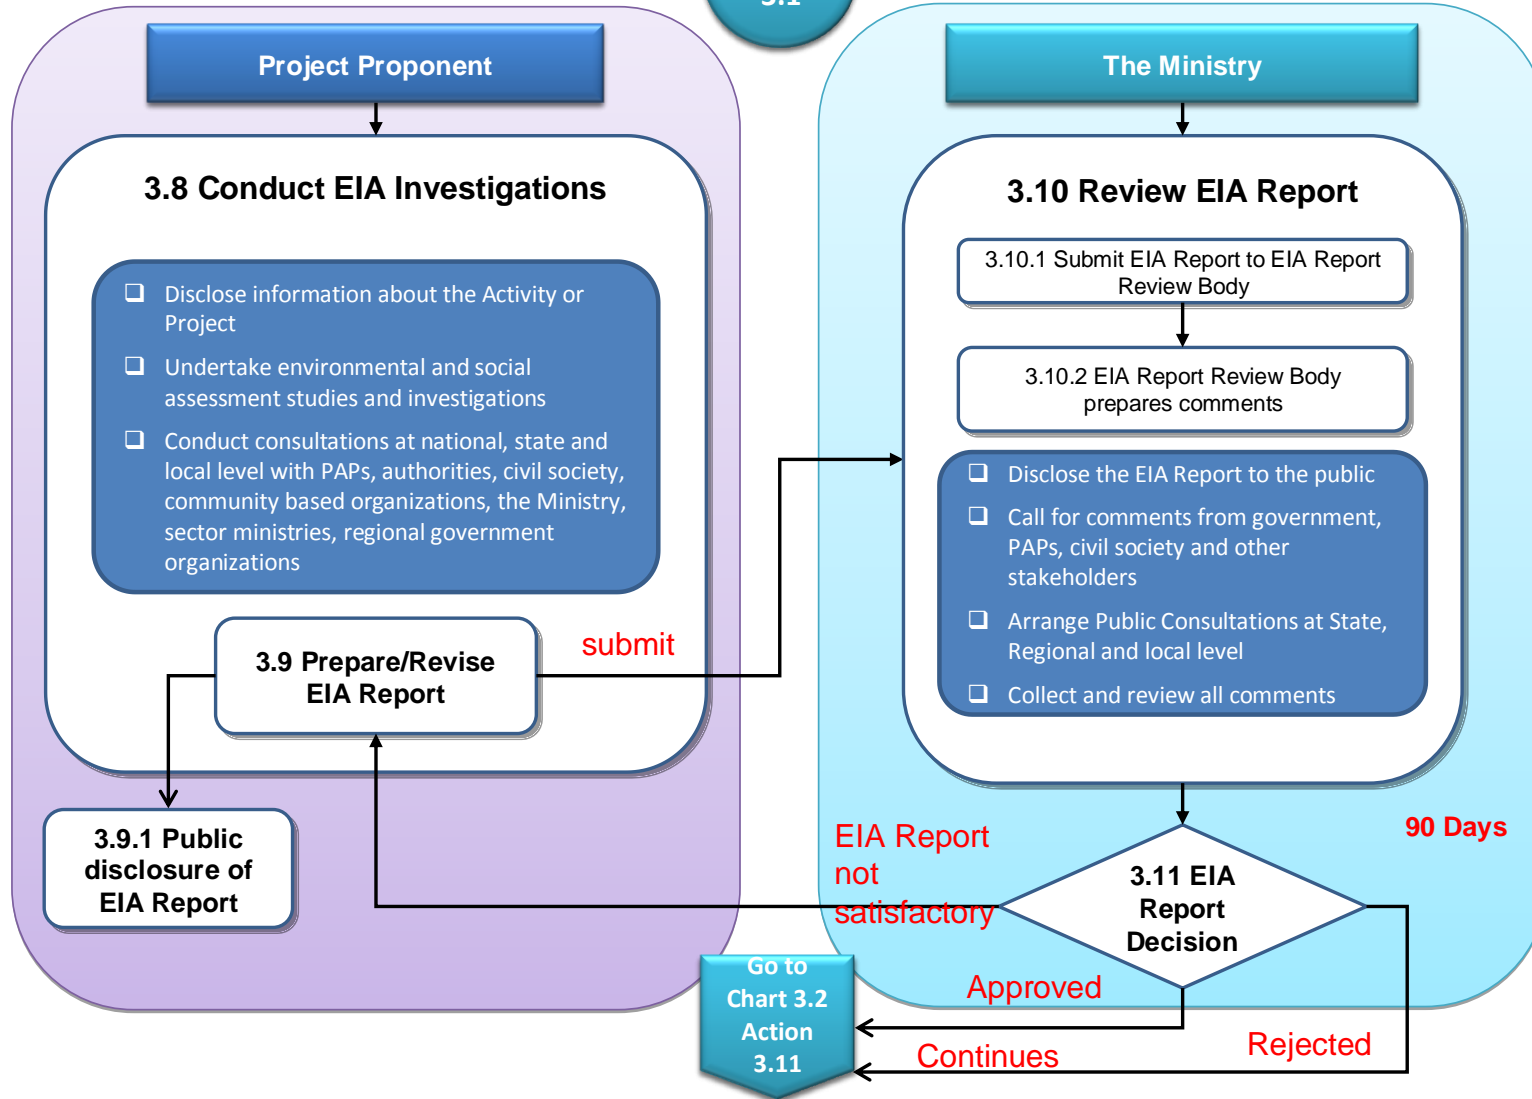 3.1
Project Proponent
3.8 Conduct EIA Investigations
❑ Disclose information about the Activity or
Project
❑ Undertake environmental and social
assessment studies and investigations
❑ Conduct consultations at national, state and
local level with PAPs, authorities, civil society,
community based organizations, the Ministry,
sector ministries, regional government
organizations
3.9 Prepare/Revise
EIA Report
submit
3.9.1 Public
disclosure of
EIA Report
The Ministry
3.10 Review EIA Report
3.10.1 Submit EIA Report to EIA Report
Review Body
3.10.2 EIA Report Review Body
prepares comments
❑ Disclose the EIA Report to the public
❑ Call for comments from government,
PAPs, civil society and other
stakeholders
❑ Arrange Public Consultations at State,
Regional and local level
❑ Collect and review all comments
90 Days
EIA Report
not
satisfactory
3.11 EIA
Report
Decision
Approved
Continues
Rejected
Go to
Chart 3.2
Action
3.11